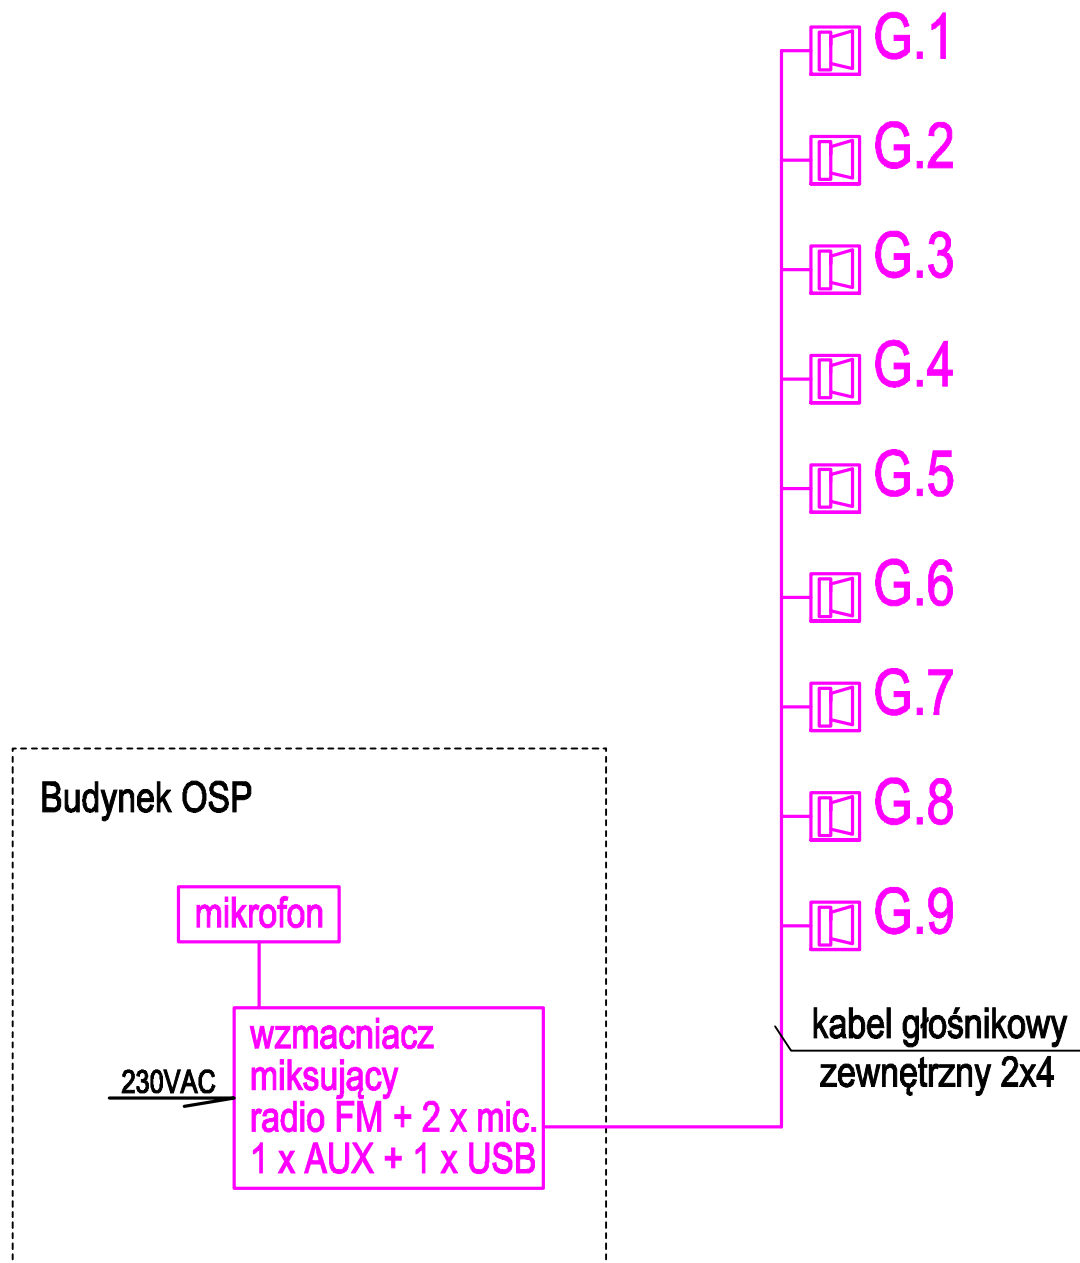 G.1
G.2
G.3
G.4
G.5
G.6
G.7
G.8
G.9
Budynek OSP
mikrofon
wzmacniacz
miksujący
radio FM + 2 x mic.
1 x AUX + 1 x USB
230VAC
kabel głośnikowy
zewnętrzny 2x4